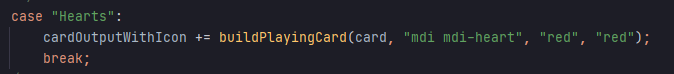 case "Hearts":
cardOutputWithIcon += buildPlayingCard(card, "mdi mdi-heart", "red", "red");
break;